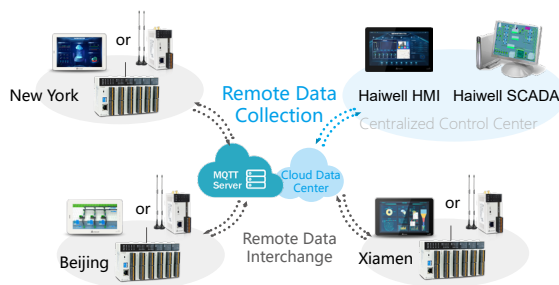 or
New York
Remote Data
Collection
Haiwell HMI
Haiwell SCADA
Centralized Control Center
MQTT
Server
Cloud Data
Center
or
Beijing
Remote Data
Interchange
or
Xiamen